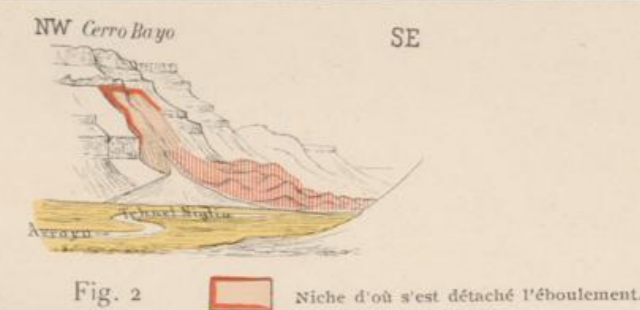 NW Cerro Bayo
SE
Arroyo
Fig. 2
Niche d'où s'est détaché l'éboulement.